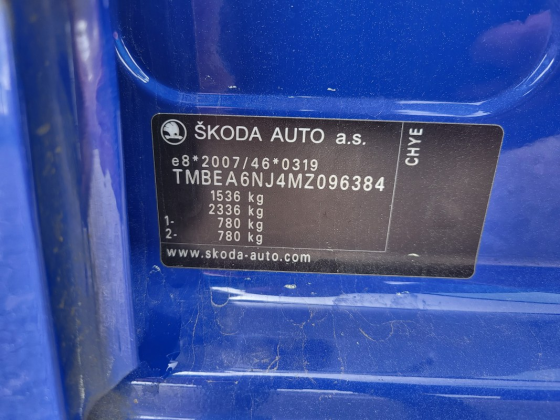 ŠKODA AUTO a.s.
CHYE
e8*2007/46*0319
TMBEA6NJ4MZ096384
1536 kg
2336 kg
1- 780 kg
2- 780 kg
www.skoda-auto.com